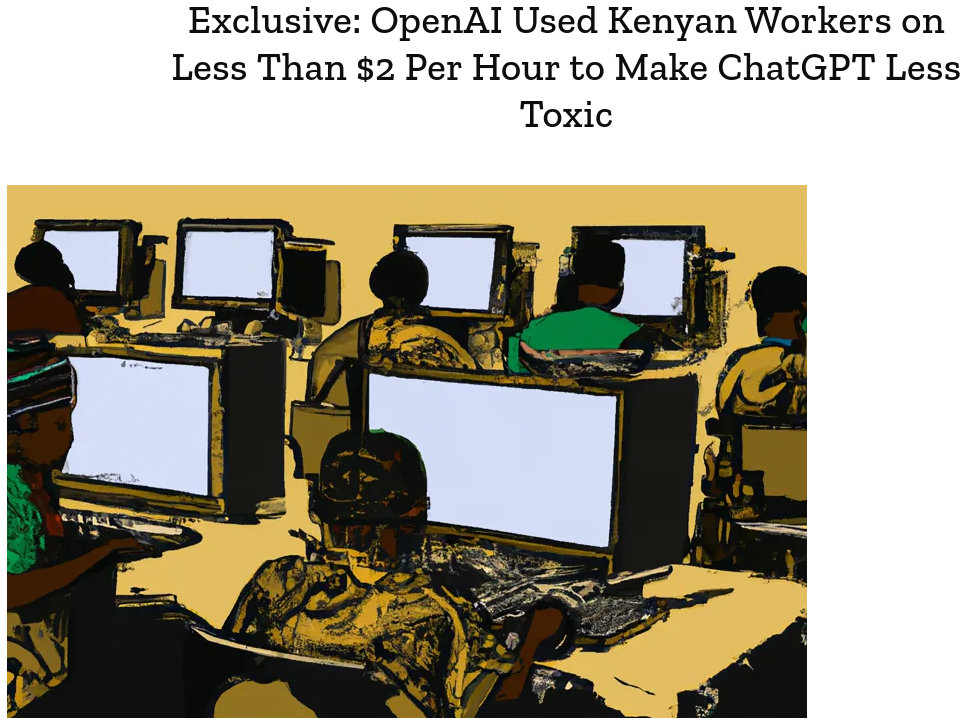 Exclusive: OpenAI Used Kenyan Workers on
Less Than $2 Per Hour to Make ChatGPT Less
Toxic